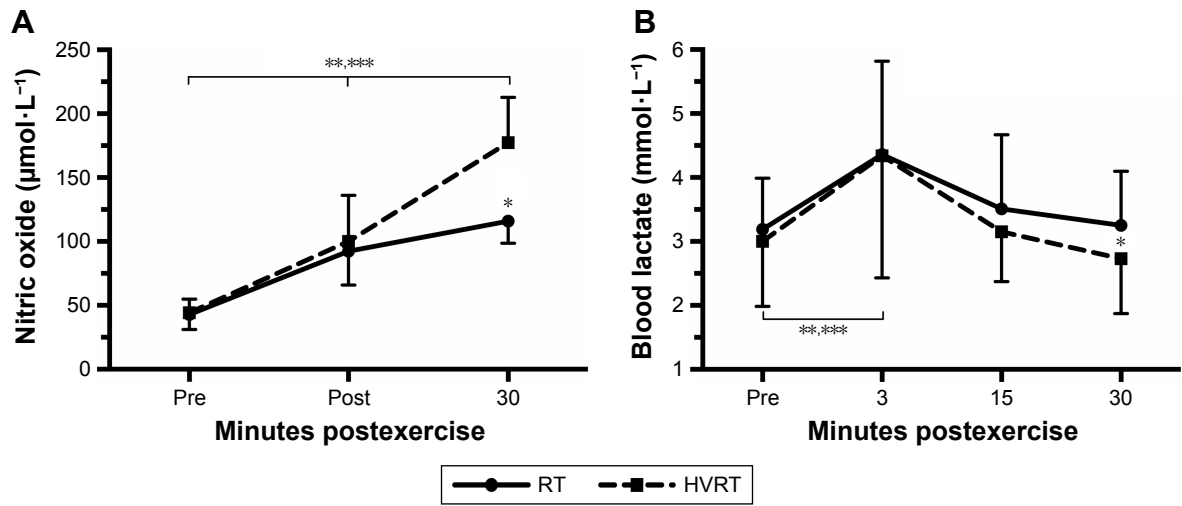 A
Nitric oxide (µmol·L⁻¹)
250
200
150
100
50
0
**,***
*
Pre Post 30
Minutes postexercise
B
Blood lactate (mmol·L⁻¹)
6
5
4
3
2
1
*
**,***
Pre 3 15 30
Minutes postexercise
RT HVRT